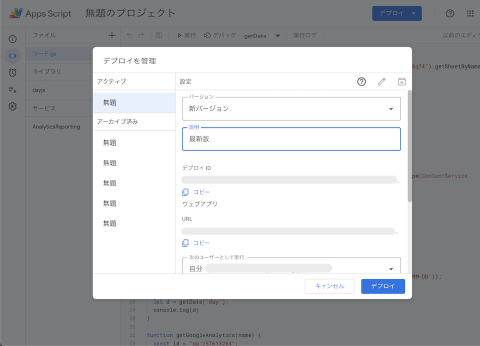 Apps Script
無題のプロジェクト
デプロイ
ファイル
実行
デバッグ
getDate
実行ログ
コード.gs
ライブラリ
dayjs
サービス
AnalyticsReporting
デプロイを管理
アクティブ
設定
無題
アーカイブ済み
無題
無題
無題
無題
無題
バージョン
新バージョン
説明
最新版
デプロイ ID
コピー
ウェブアプリ
URL
コピー
次のユーザーとして実行
自分
キャンセル
デプロイ
let d = getDate( day );
console.log(d)
}
function getGoogleAnalytics(name) {